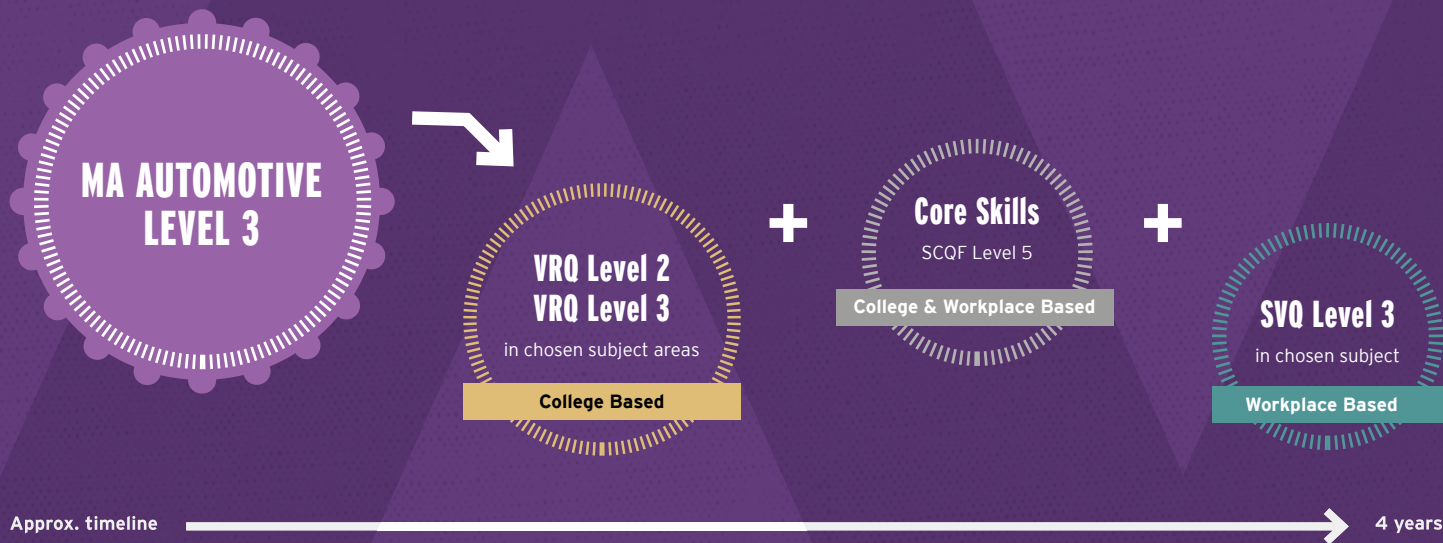 MA AUTOMOTIVE
LEVEL 3
VRQ Level 2
VRQ Level 3
in chosen subject areas
College Based
+
Core Skills
SCQF Level 5
College & Workplace Based
+
SVQ Level 3
in chosen subject
Workplace Based
Approx. timeline
4 years